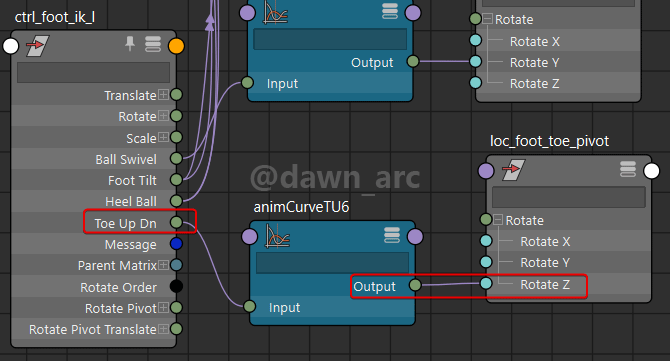 ctrl_foot_ik_l
Translate
Rotate
Scale
Ball Swivel
Foot Tilt
Heel Ball
Toe Up Dn
Message
Parent Matrix
Rotate Order
Rotate Pivot
Rotate Pivot Translate
Output
Input
Rotate
Rotate X
Rotate Y
Rotate Z
@dawn_arc
animCurveTU6
Output
Input
loc_foot_toe_pivot
Rotate
Rotate X
Rotate Y
Rotate Z